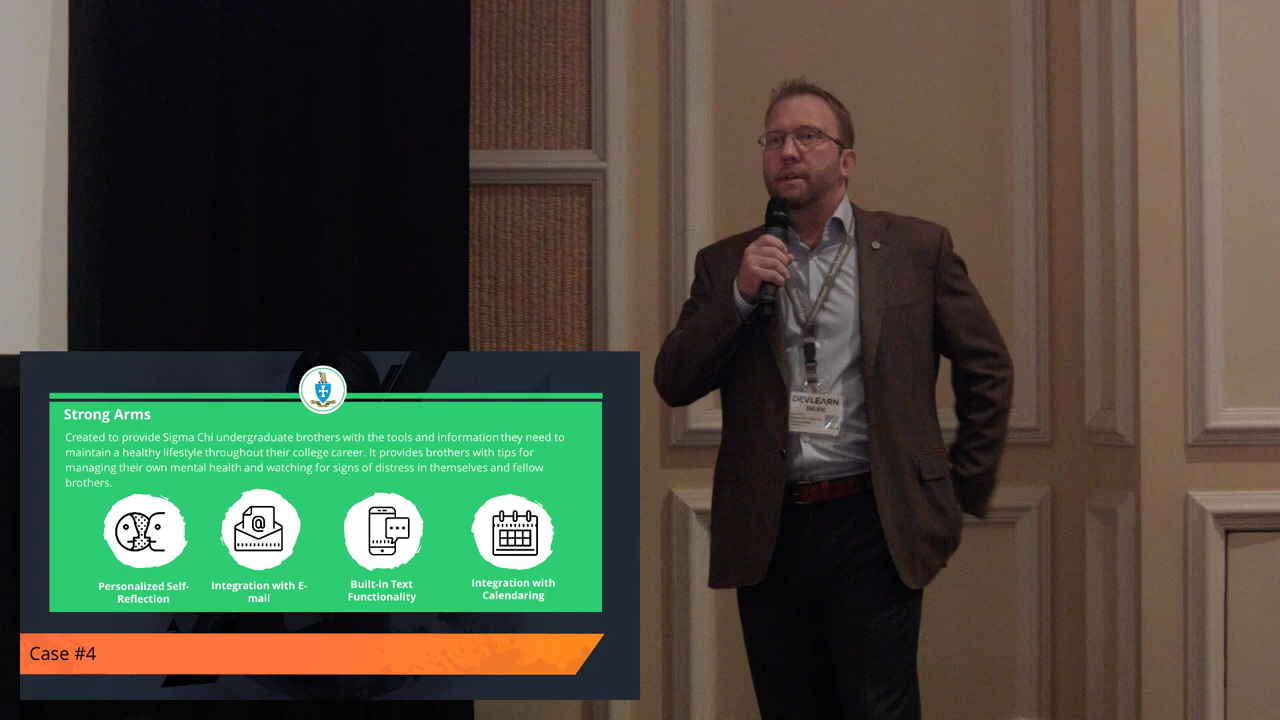 DEVLEARN
BRIAN
Strong Arms
Created to provide Sigma Chi undergraduate brothers with the tools and information they need to
maintain a healthy lifestyle throughout their college career. It provides brothers with tips for
managing their own mental health and watching for signs of distress in themselves and fellow
brothers.
Personalized Self-
Reflection
Integration with E-
mail
Built-in Text
Functionality
Integration with
Calendaring
Case #4